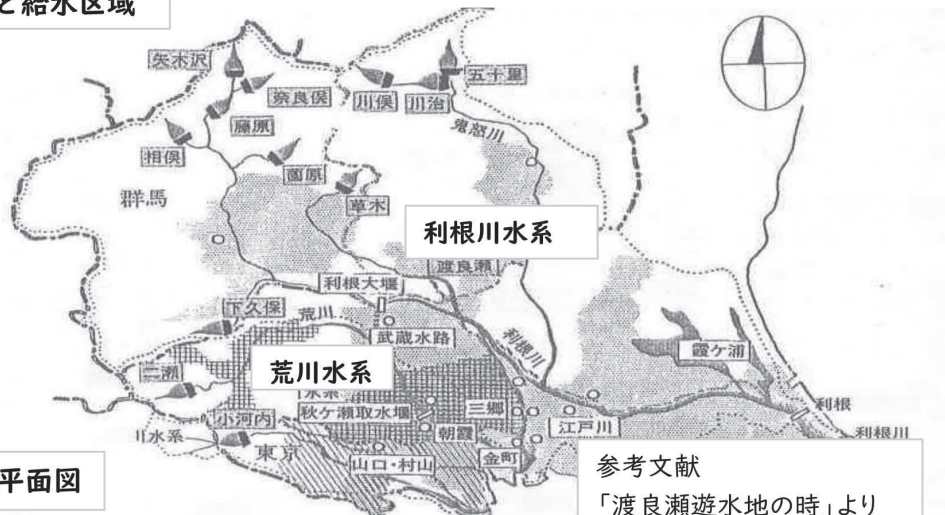 と給水区域
矢木沢
奈良俣
川俣
川治
五十里
藤原
鬼怒川
相俣
薗原
群馬
草木
利根川水系
渡良瀬
利根大堰
下久保
荒川
武蔵水路
利根川
霞ケ浦
二瀬
荒川水系
水系
秋ケ瀬取水堰
三郷
利根
小河内
朝霞
江戸川
利根川
川水系
東京
山口・村山
金町
平面図
参考文献
「渡良瀬遊水地の時」より